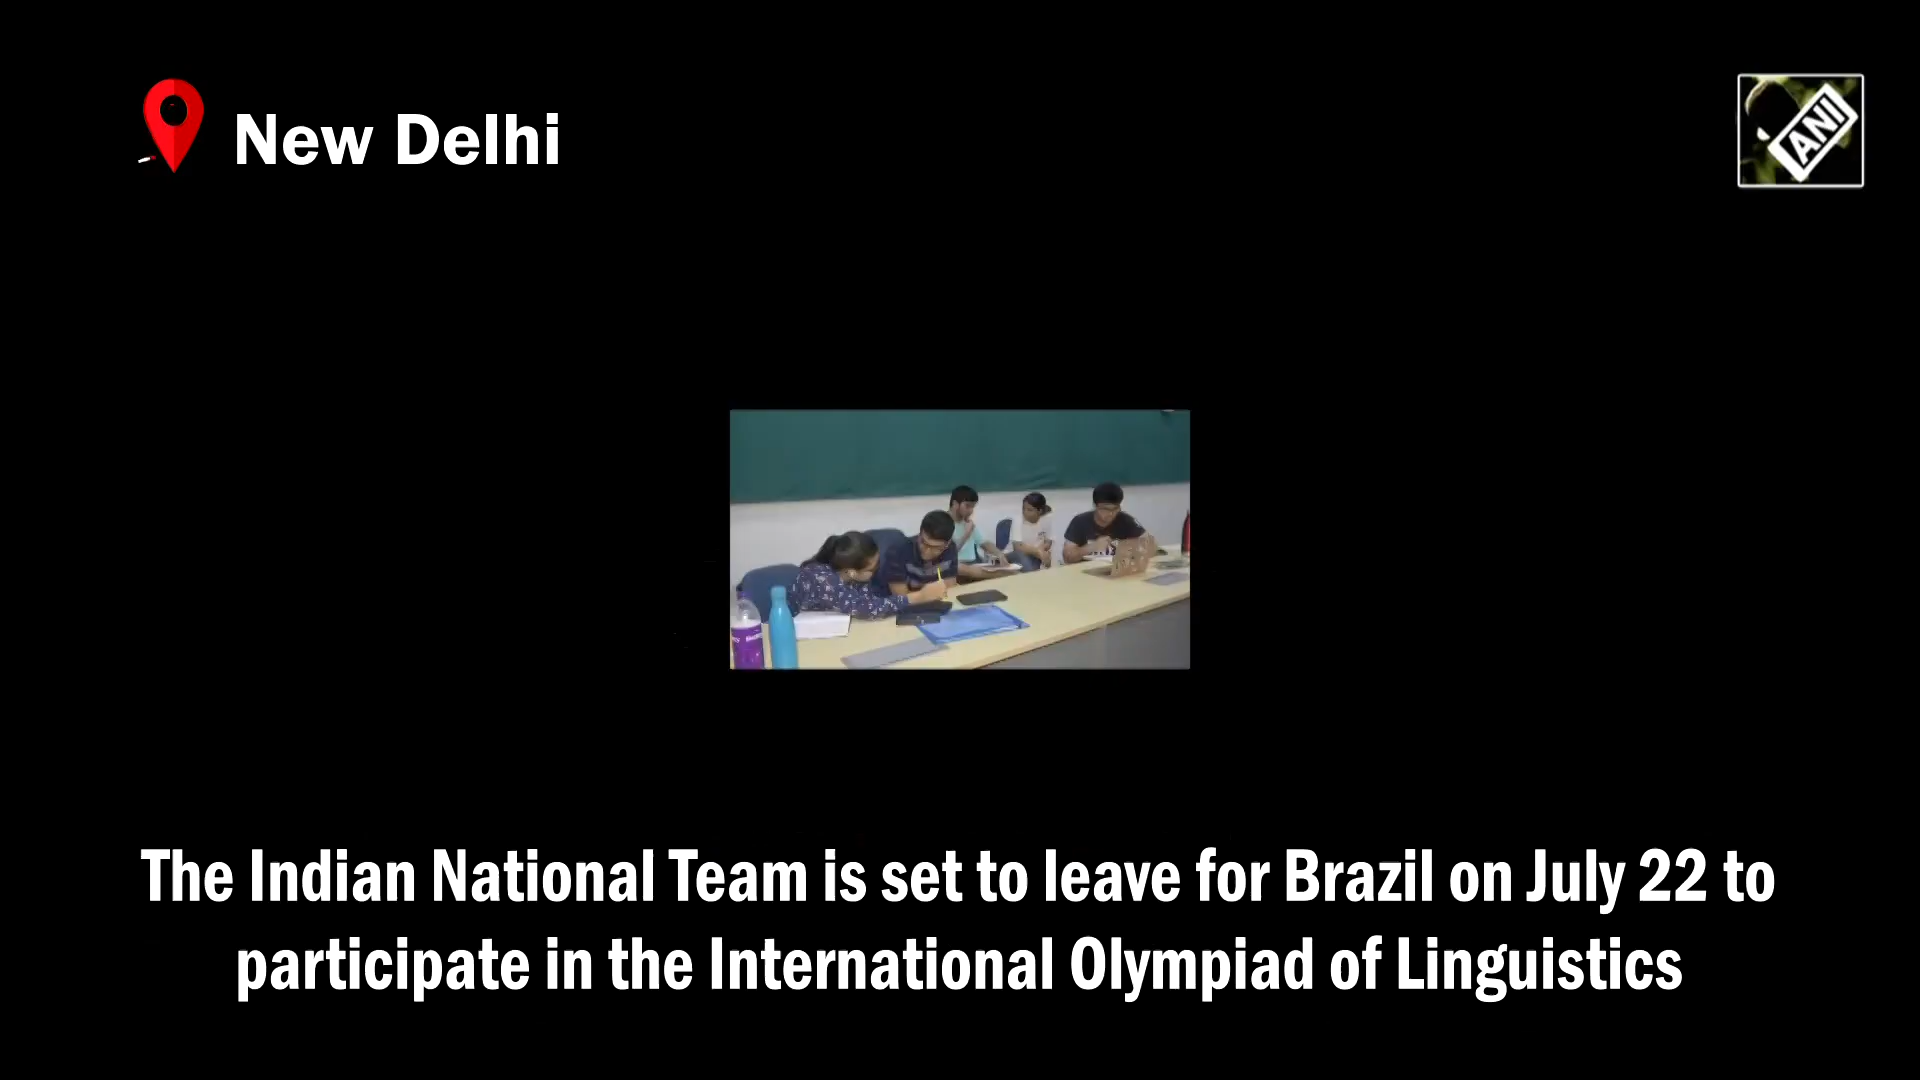 New Delhi
ANI
The Indian National Team is set to leave for Brazil on July 22 to
participate in the International Olympiad of Linguistics